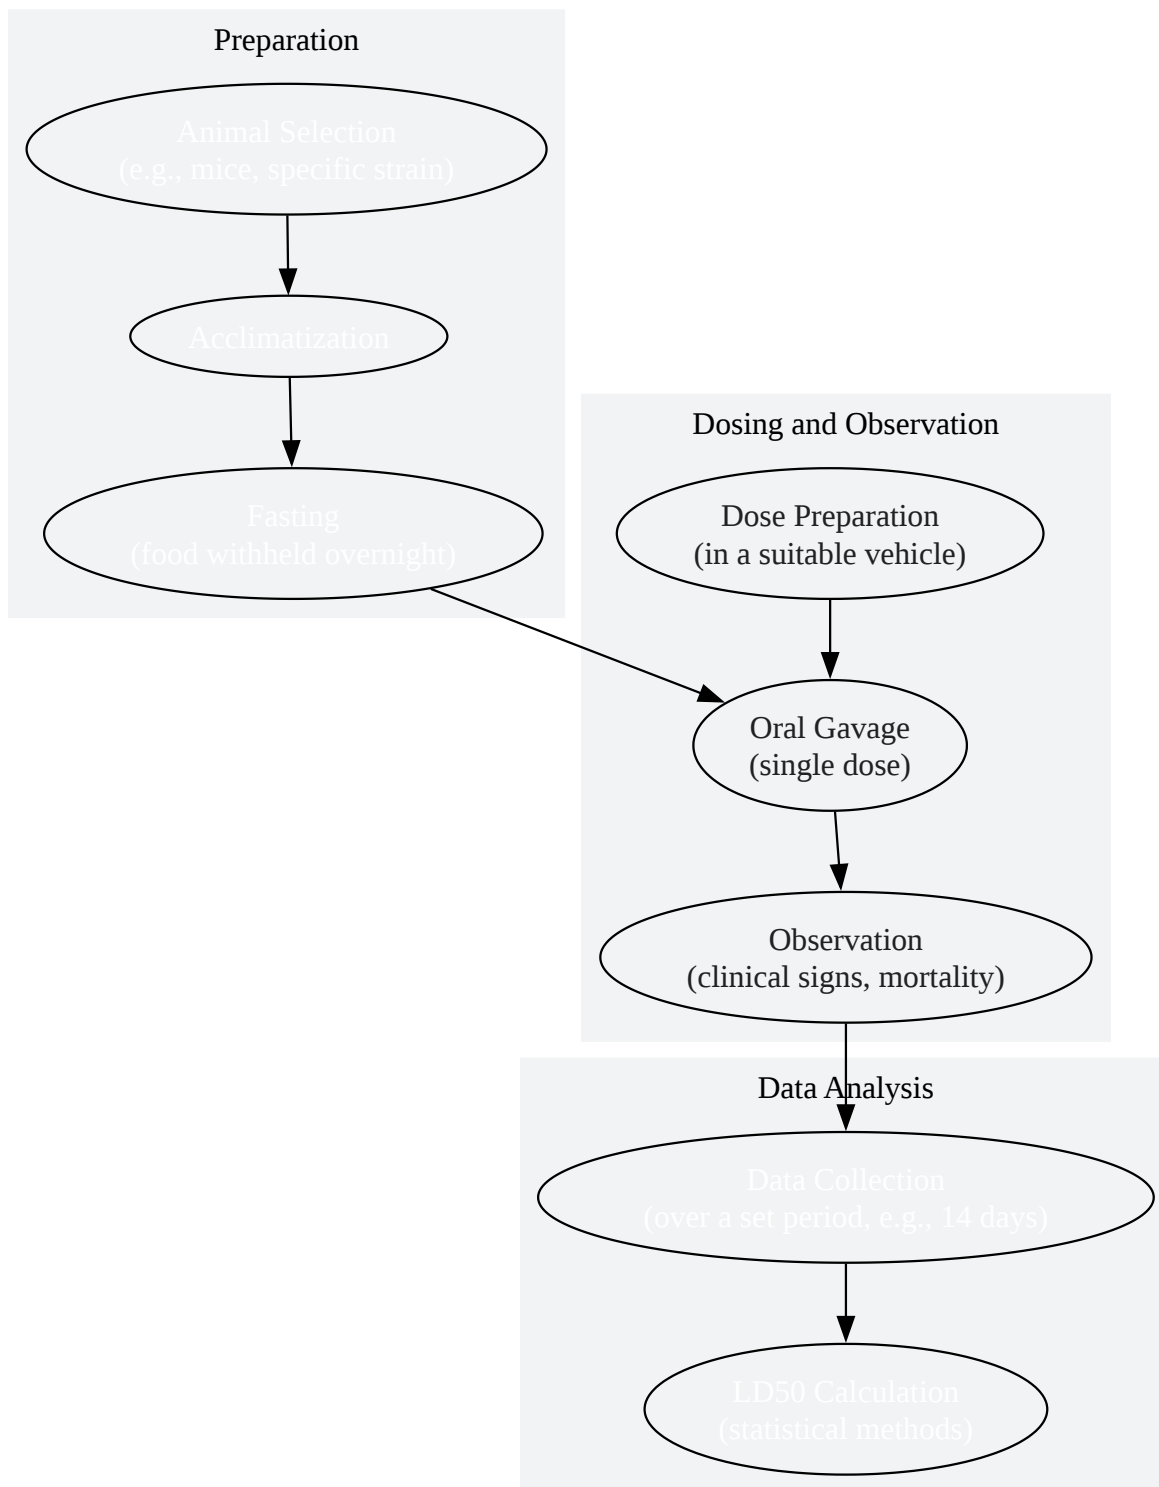 Preparation
Animal Selection
(e.g., mice, specific strain)
Acclimatization
Fasting
(food withheld overnight)
Dosing and Observation
Dose Preparation
(in a suitable vehicle)
Oral Gavage
(single dose)
Observation
(clinical signs, mortality)
Data Analysis
Data Collection
(over a set period, e.g., 14 days)
LD50 Calculation
(statistical methods)